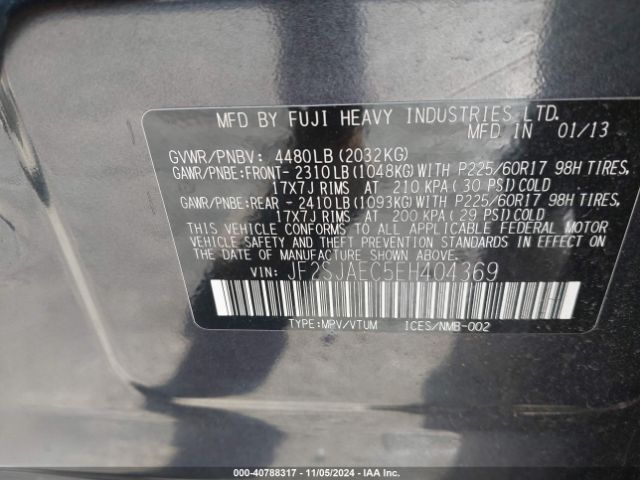 MFD BY FUJI HEAVY INDUSTRIES LTD.
MFD IN 01/13
GVWR/PNBV: 4480LB(2032KG)
GAWR/PNBE:FRONT- 2310LB(1048KG)WITH P225/60R17 98H TIRES,
17X7J RIMS AT 210 KPA( 30 PSI)COLD
GAWR/PNBE:REAR - 2410LB(1093KG)WITH P225/60R17 98H TIRES,
17X7J RIMS AT 200 KPA( 29 PSI)COLD
THIS VEHICLE CONFORMS TO ALL APPLICABLE FEDERAL MOTOR
VEHICLE SAFETY AND THEFT PREVENTION STANDARDS IN EFFECT ON
THE DATE OF MANUFACTURE SHOWN ABOVE.
VIN: JF2SJAEC5EH404369
TYPE:MPV/VTUM ICES/NMB-002
000-40788317 - 11/05/2024 - IAA Inc.